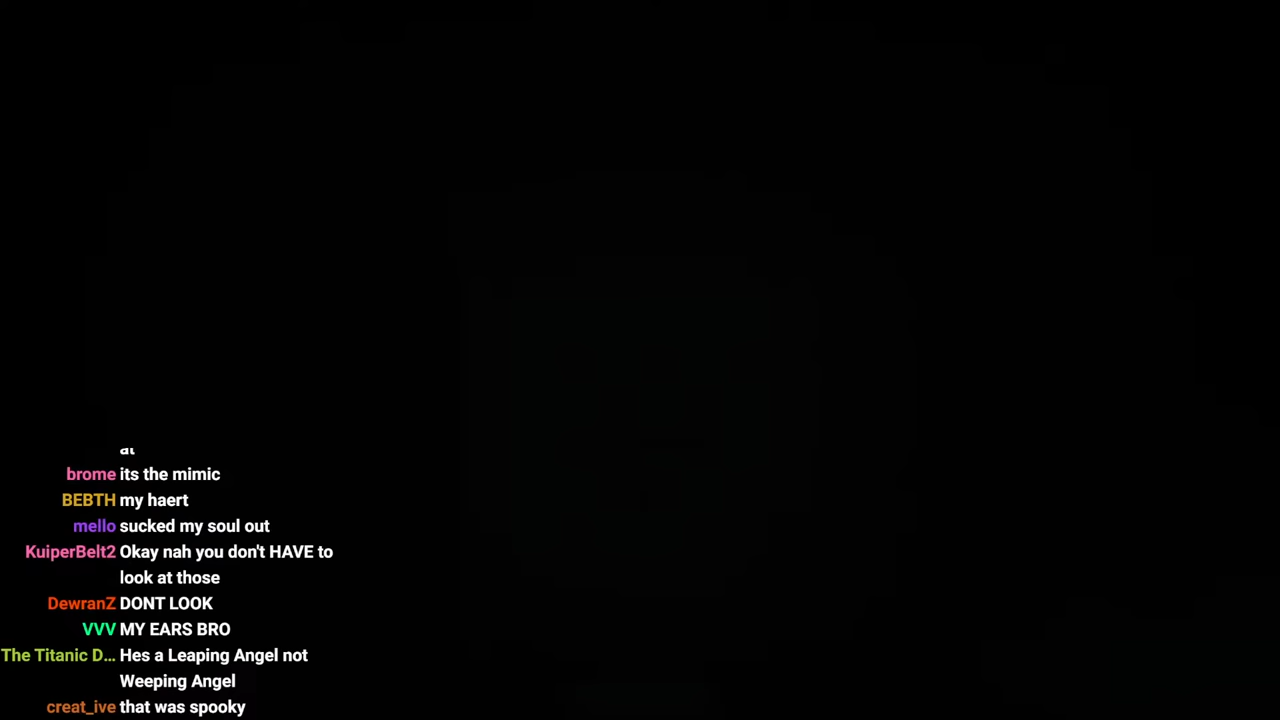 at
brome its the mimic
BEBTH my haert
mello sucked my soul out
KuiperBelt2 Okay nah you don't HAVE to
look at those
DewranZ DONT LOOK
VVV MY EARS BRO
The Titanic D... Hes a Leaping Angel not
Weeping Angel
creat_ive that was spooky